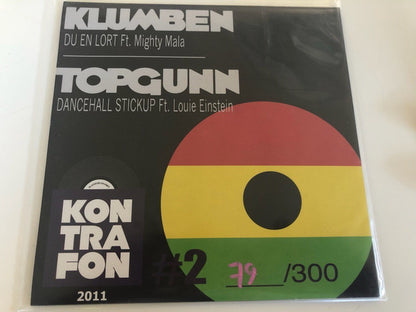 KLUMBEN
DU EN LORT Ft. Mighty Mala
TOPGUNN
DANCEHALL STICKUP Ft. Louie Einstein
KON
TRA
FON
2011
#2 79 /300